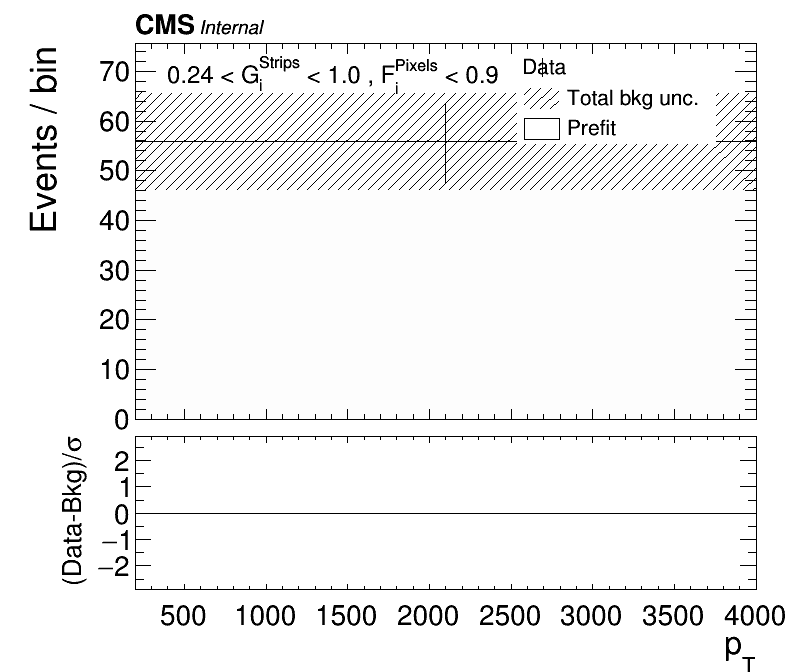 CMS Internal
Events / bin
0.24 < G_i^Strips < 1.0 , F_i^Pixels < 0.9
Data
Total bkg unc.
Prefit
70
60
50
40
30
20
10
0
(Data-Bkg)/σ
2
1
0
−1
−2
500 1000 1500 2000 2500 3000 3500 4000
p_T